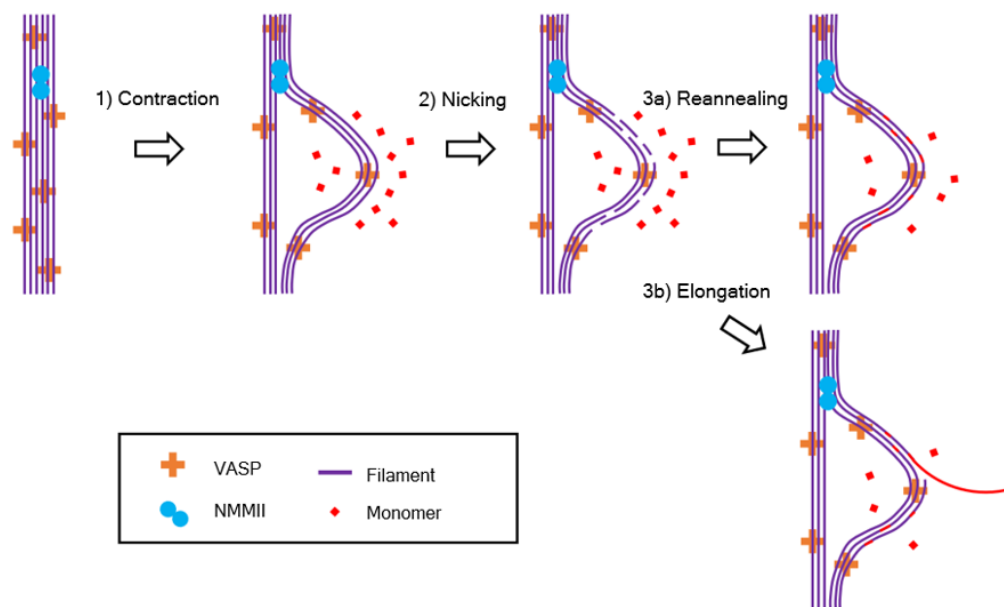 1) Contraction
2) Nicking
3a) Reannealing
3b) Elongation
VASP
Filament
NMMII
Monomer